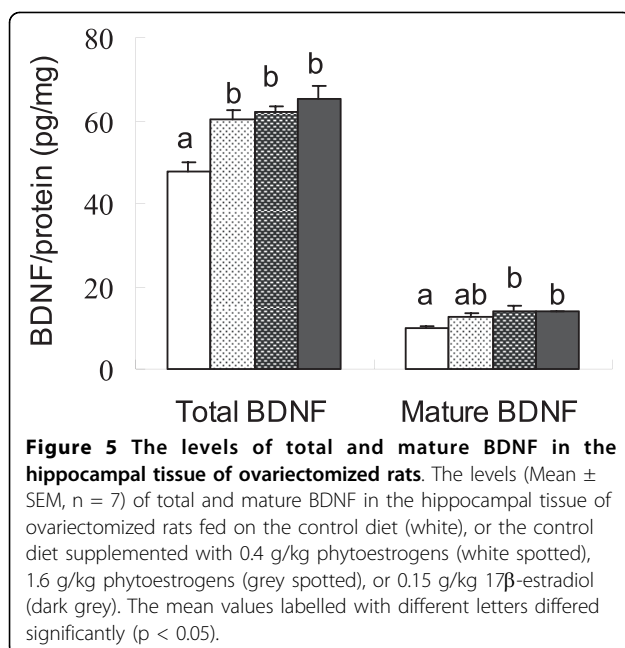 80
60
40
20
0
BDNF/protein (pg/mg)
a
b
b
b
a
ab
b
b
Total BDNF
Mature BDNF
Figure 5 The levels of total and mature BDNF in the
hippocampal tissue of ovariectomized rats. The levels (Mean ±
SEM, n = 7) of total and mature BDNF in the hippocampal tissue of
ovariectomized rats fed on the control diet (white), or the control
diet supplemented with 0.4 g/kg phytoestrogens (white spotted),
1.6 g/kg phytoestrogens (grey spotted), or 0.15 g/kg 17β-estradiol
(dark grey). The mean values labelled with different letters differed
significantly (p < 0.05).